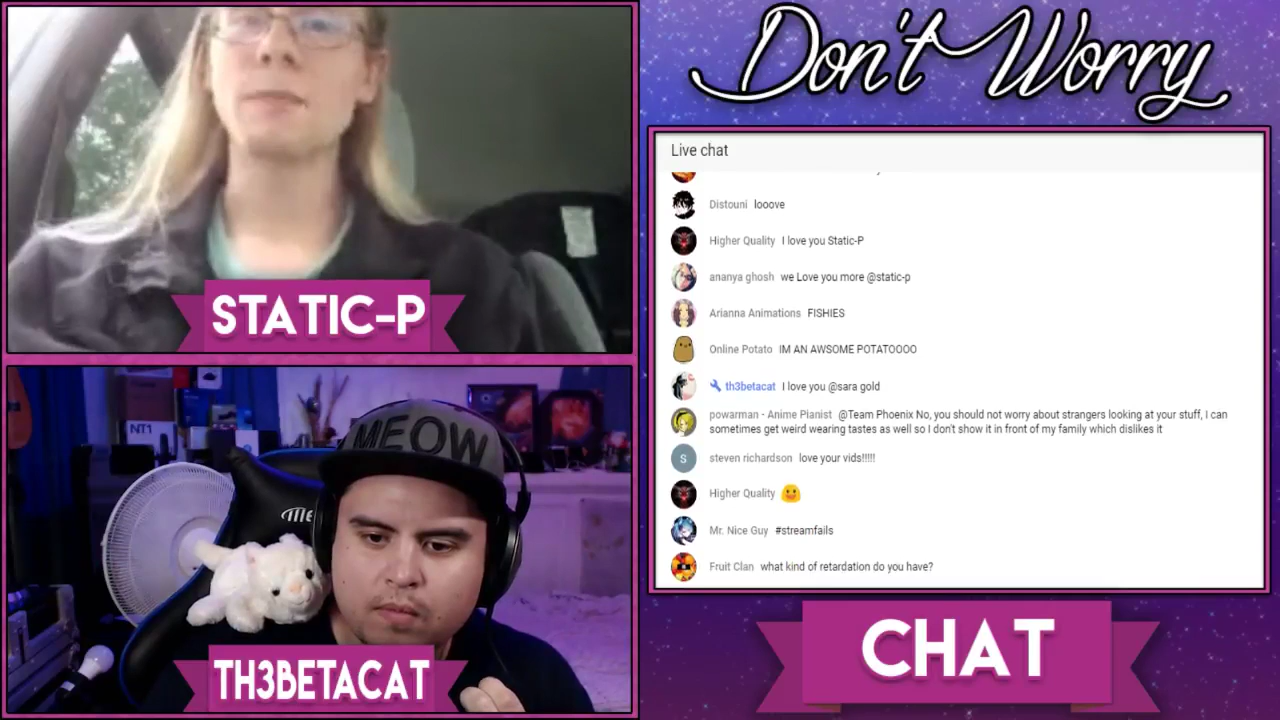 Don't Worry
STATIC-P
Live chat
Distouni looove
Higher Quality I love you Static-P
ananya ghosh we Love you more @static-p
Arianna Animations FISHIES
Online Potato IM AN AWSOME POTATOOOO
th3betacat I love you @sara gold
powarman - Anime Pianist @Team Phoenix No, you should not worry about strangers looking at your stuff, I can
sometimes get weird wearing tastes as well so I don't show it in front of my family which dislikes it
S
steven richardson love your vids!!!!!
Higher Quality
Mr. Nice Guy #streamfails
Fruit Clan what kind of retardation do you have?
NT1
MEOW
TH3BETACAT
CHAT